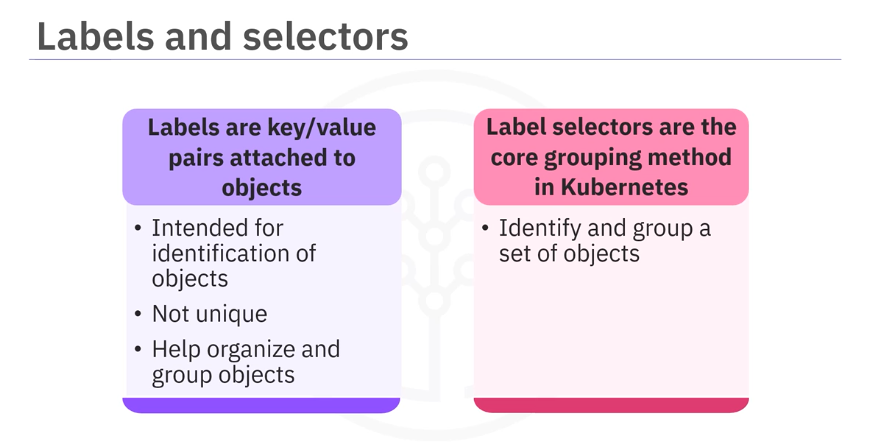 Labels and selectors
Labels are key/value
pairs attached to
objects
• Intended for
identification of
objects
• Not unique
• Help organize and
group objects
Label selectors are the
core grouping method
in Kubernetes
• Identify and group a
set of objects